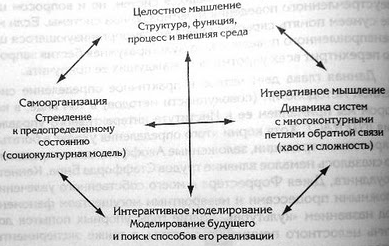 Целостное мышление
Структура, функция,
процесс и внешняя среда
Самоорганизация
Стремление
к предопределенному
состоянию
(социокультурная модель)
Итеративное мышление
Динамика систем
с многоконтурными
петлями обратной связи
(хаос и сложность)
Интерактивное моделирование
Моделирование будущего
и поиск способов его реализации